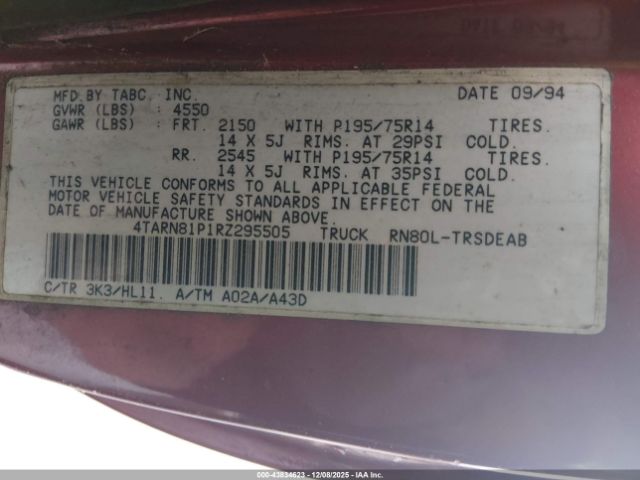 MFD BY TABC, INC. DATE 09/94
GVWR (LBS) : 4550
GAWR (LBS) : FRT. 2150 WITH P195/75R14 TIRES.
14 X 5J RIMS. AT 29PSI COLD.
RR. 2545 WITH P195/75R14 TIRES.
14 X 5J RIMS. AT 35PSI COLD.
THIS VEHICLE CONFORMS TO ALL APPLICABLE FEDERAL
MOTOR VEHICLE SAFETY STANDARDS IN EFFECT ON THE
DATE OF MANUFACTURE SHOWN ABOVE.
4TARN81P1RZ295505 TRUCK RN80L-TRSDEAB
C/TR 3K3/HL11. A/TM A02A/A43D
000-43834623 - 12/08/2025 - IAA Inc.